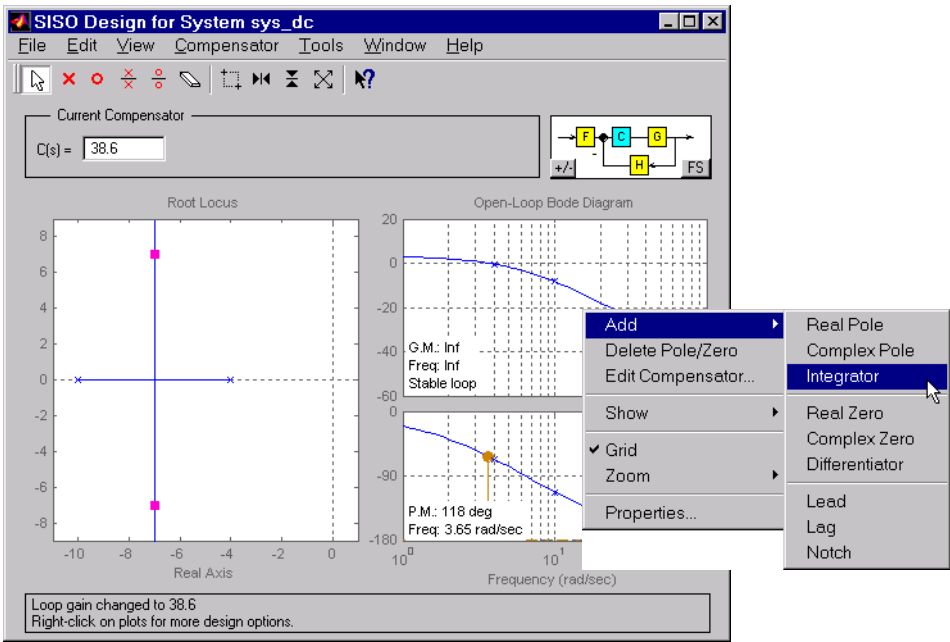 SISO Design for System sys_dc
File Edit View Compensator Tools Window Help
Current Compensator
C(s) = 38.6
F C G
H
+/- FS
Root Locus
8
6
4
2
0
-2
-4
-6
-8
-10 -8 -6 -4 -2 0
Real Axis
Open-Loop Bode Diagram
20
0
-20
-40
-60
G.M.: Inf
Freq: Inf
Stable loop
0
-90
-180
P.M.: 118 deg
Freq: 3.65 rad/sec
10^0 10^1
Frequency (rad/sec)
Add
Delete Pole/Zero
Edit Compensator...
Show
Grid
Zoom
Properties...
Real Pole
Complex Pole
Integrator
Real Zero
Complex Zero
Differentiator
Lead
Lag
Notch
Loop gain changed to 38.6
Right-click on plots for more design options.